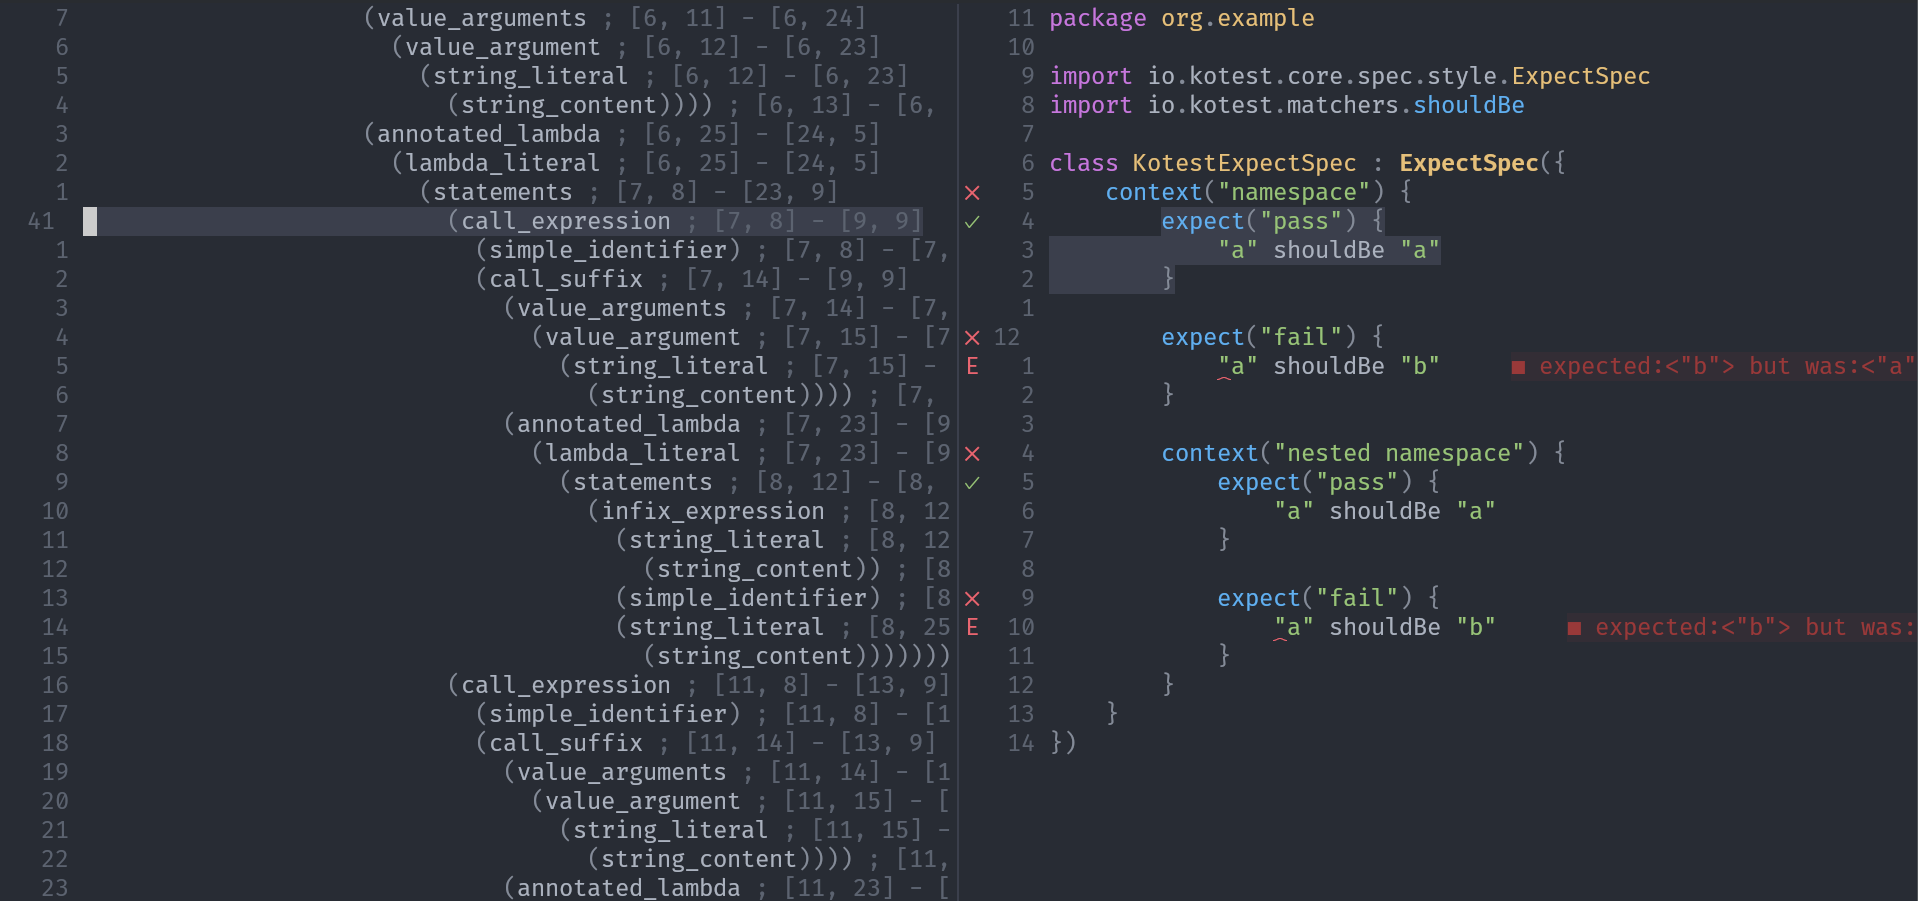 7 (value_arguments ; [6, 11] - [6, 24]
6 (value_argument ; [6, 12] - [6, 23]
5 (string_literal ; [6, 12] - [6, 23]
4 (string_content)))) ; [6, 13] - [6,
3 (annotated_lambda ; [6, 25] - [24, 5]
2 (lambda_literal ; [6, 25] - [24, 5]
1 (statements ; [7, 8] - [23, 9]
41 (call_expression ; [7, 8] - [9, 9]
1 (simple_identifier) ; [7, 8] - [7,
2 (call_suffix ; [7, 14] - [9, 9]
3 (value_arguments ; [7, 14] - [7,
4 (value_argument ; [7, 15] - [7
5 (string_literal ; [7, 15] -
6 (string_content)))) ; [7,
7 (annotated_lambda ; [7, 23] - [9
8 (lambda_literal ; [7, 23] - [9
9 (statements ; [8, 12] - [8,
10 (infix_expression ; [8, 12
11 (string_literal ; [8, 12
12 (string_content)) ; [8
13 (simple_identifier) ; [8
14 (string_literal ; [8, 25
15 (string_content)))))))
16 (call_expression ; [11, 8] - [13, 9]
17 (simple_identifier) ; [11, 8] - [1
18 (call_suffix ; [11, 14] - [13, 9]
19 (value_arguments ; [11, 14] - [1
20 (value_argument ; [11, 15] - [
21 (string_literal ; [11, 15] -
22 (string_content)))) ; [11,
23 (annotated_lambda ; [11, 23] - [
11 package org.example
10
9 import io.kotest.core.spec.style.ExpectSpec
8 import io.kotest.matchers.shouldBe
7
6 class KotestExpectSpec : ExpectSpec({
✕ 5 context("namespace") {
✓ 4 expect("pass") {
3 "a" shouldBe "a"
2 }
1
✕ 12 expect("fail") {
E 1 "a" shouldBe "b" ■ expected:<"b"> but was:<"a"
2 }
3
✕ 4 context("nested namespace") {
✓ 5 expect("pass") {
6 "a" shouldBe "a"
7 }
8
✕ 9 expect("fail") {
E 10 "a" shouldBe "b" ■ expected:<"b"> but was:
11 }
12 }
13 }
14 })